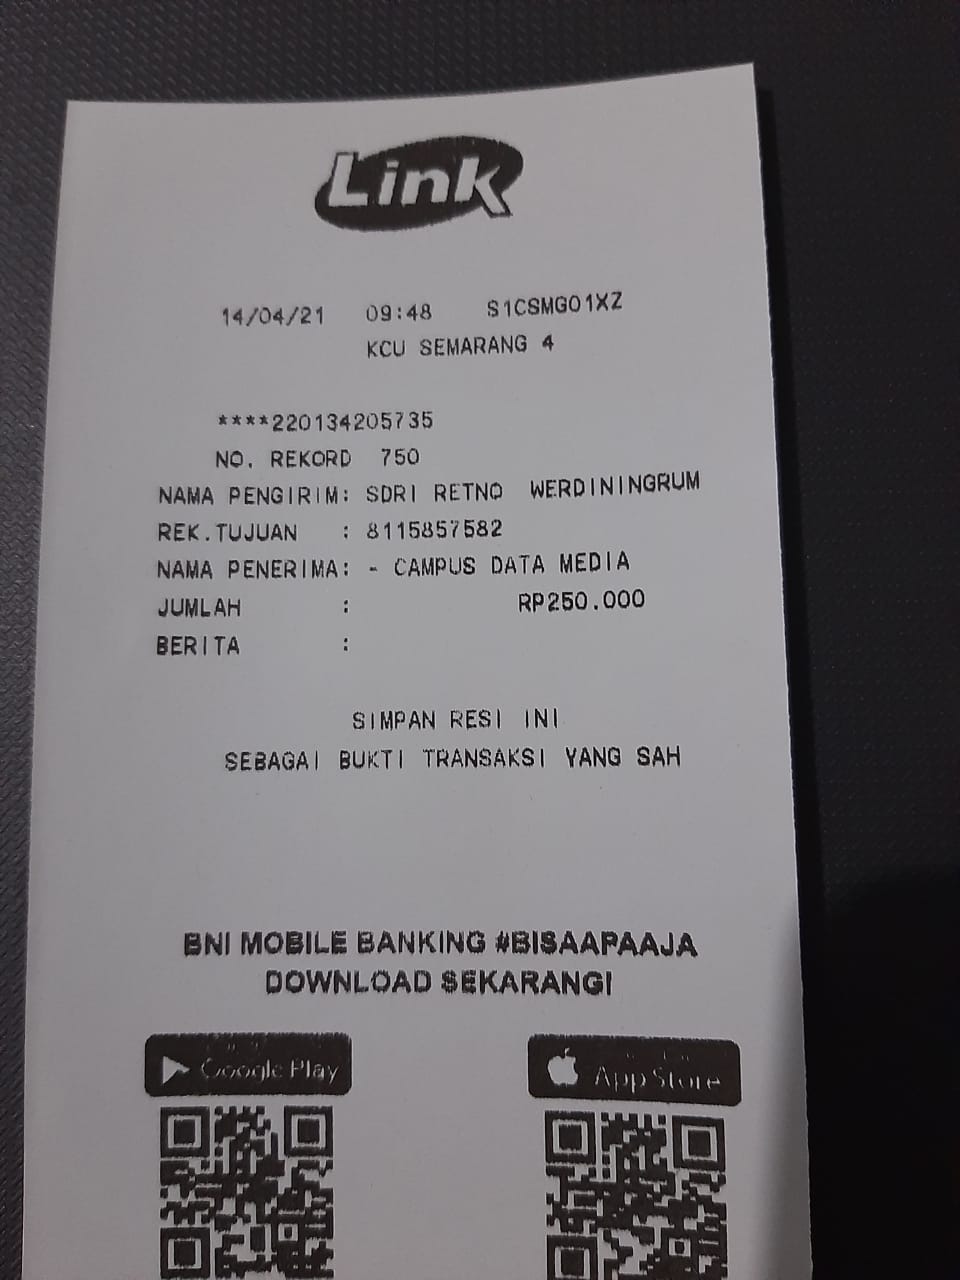 Link
14/04/21 09:48 S1CSMG01XZ
KCU SEMARANG 4
****220134205735
NO. REKORD 750
NAMA PENGIRIM: SDRI RETNO WERDININGRUM
REK.TUJUAN : 8115857582
NAMA PENERIMA: - CAMPUS DATA MEDIA
JUMLAH : RP250.000
BERITA :
SIMPAN RESI INI
SEBAGAI BUKTI TRANSAKSI YANG SAH
BNI MOBILE BANKING #BISAAPAAJA
DOWNLOAD SEKARANG!
Google Play App Store